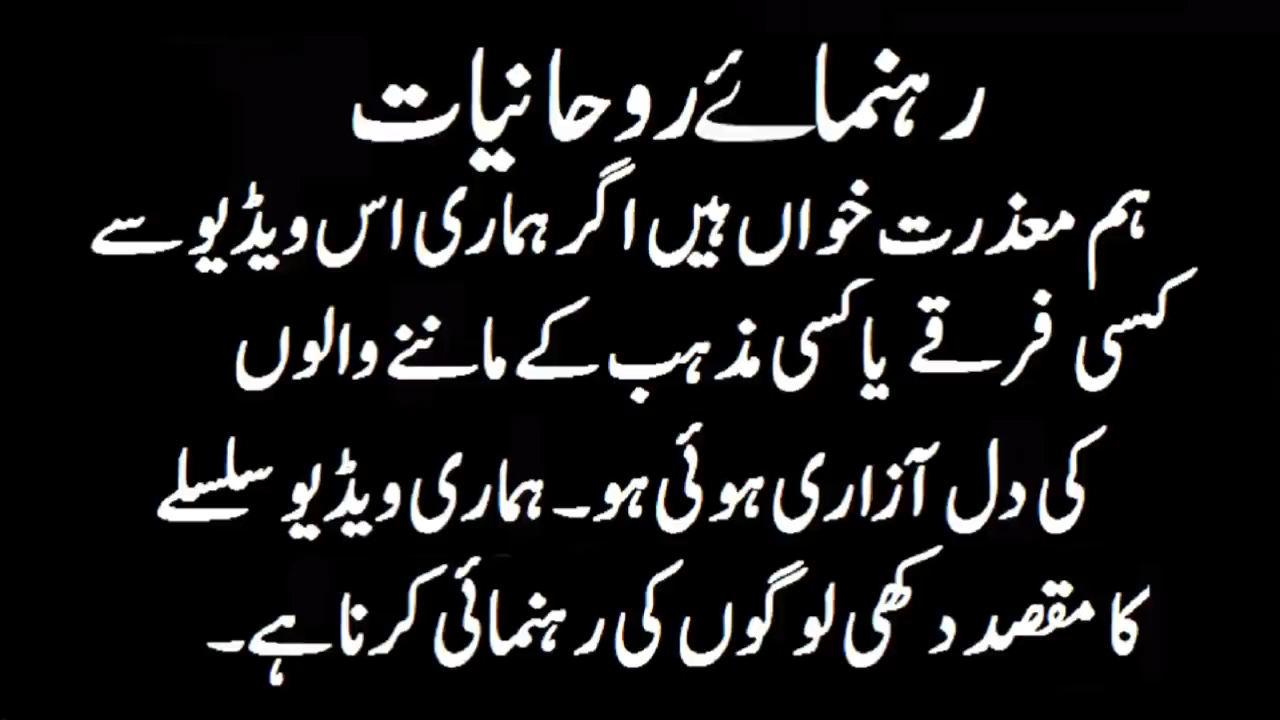 رہنمائے روحانیات
ہم معذرت خواں ہیں اگر ہماری اس ویڈیو سے
کسی فرقے یا کسی مذہب کے ماننے والوں
کی دل آزاری ہوئی ہو۔ ہماری ویڈیو سلسلے
کا مقصد دکھی لوگوں کی رہنمائی کرنا ہے۔